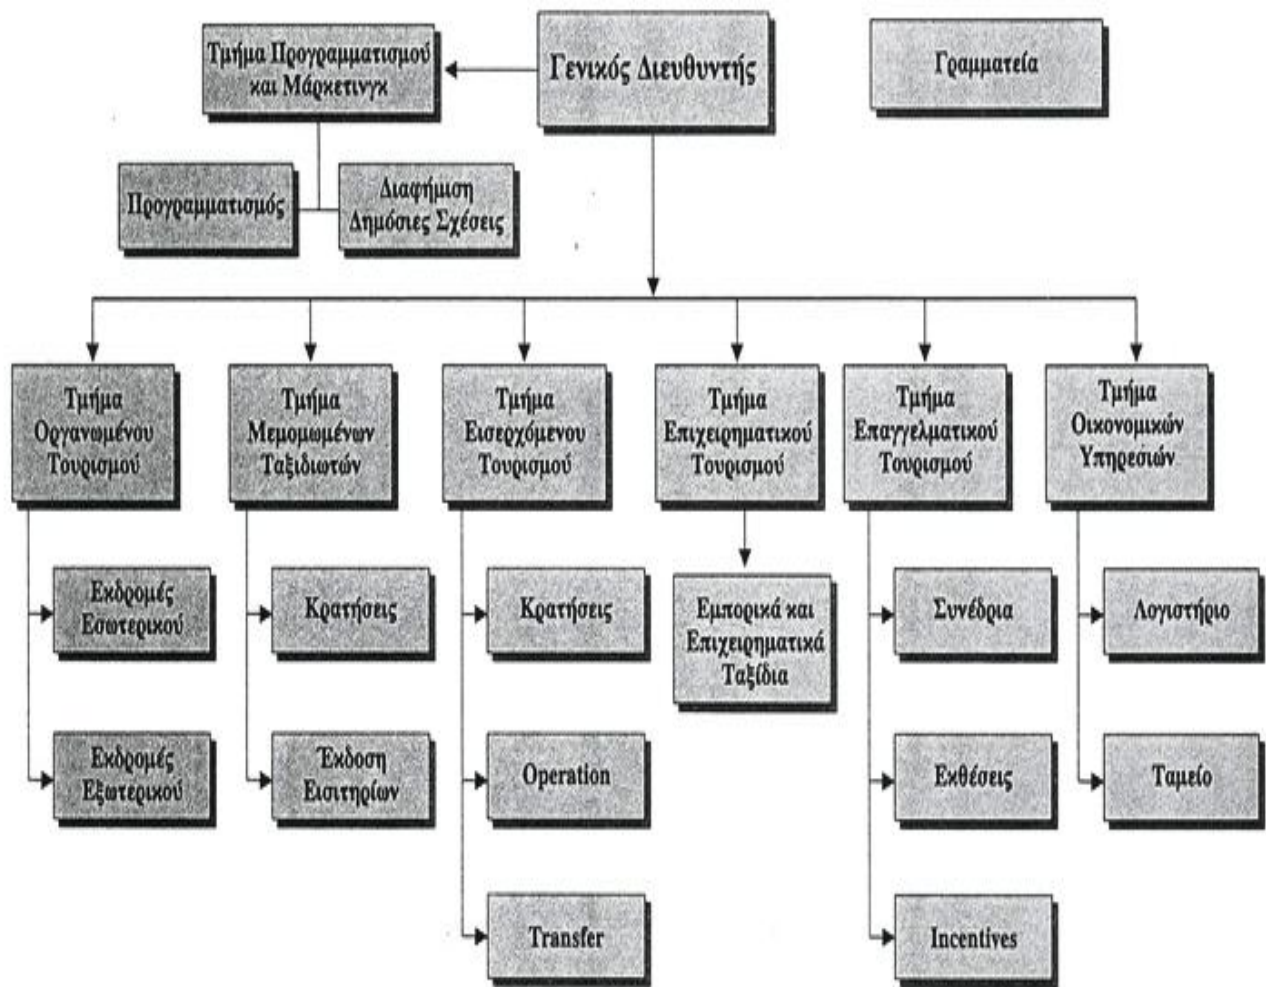 Τμήμα Προγραμματισμού
και Μάρκετινγκ
Γενικός Διευθυντής
Γραμματεία
Προγραμματισμός
Διαφήμιση
Δημόσιες Σχέσεις
Τμήμα
Οργανωμένου
Τουρισμού
Τμήμα
Μεμομωμένων
Ταξιδιωτών
Τμήμα
Εισερχόμενου
Τουρισμού
Τμήμα
Επιχειρηματικού
Τουρισμού
Τμήμα
Επαγγελματικού
Τουρισμού
Τμήμα
Οικονομικών
Υπηρεσιών
Εκδρομές
Εσωτερικού
Κρατήσεις
Κρατήσεις
Εμπορικά και
Επιχειρηματικά
Ταξίδια
Συνέδρια
Λογιστήριο
Εκδρομές
Εξωτερικού
Έκδοση
Εισιτηρίων
Operation
Εκθέσεις
Ταμείο
Transfer
Incentives